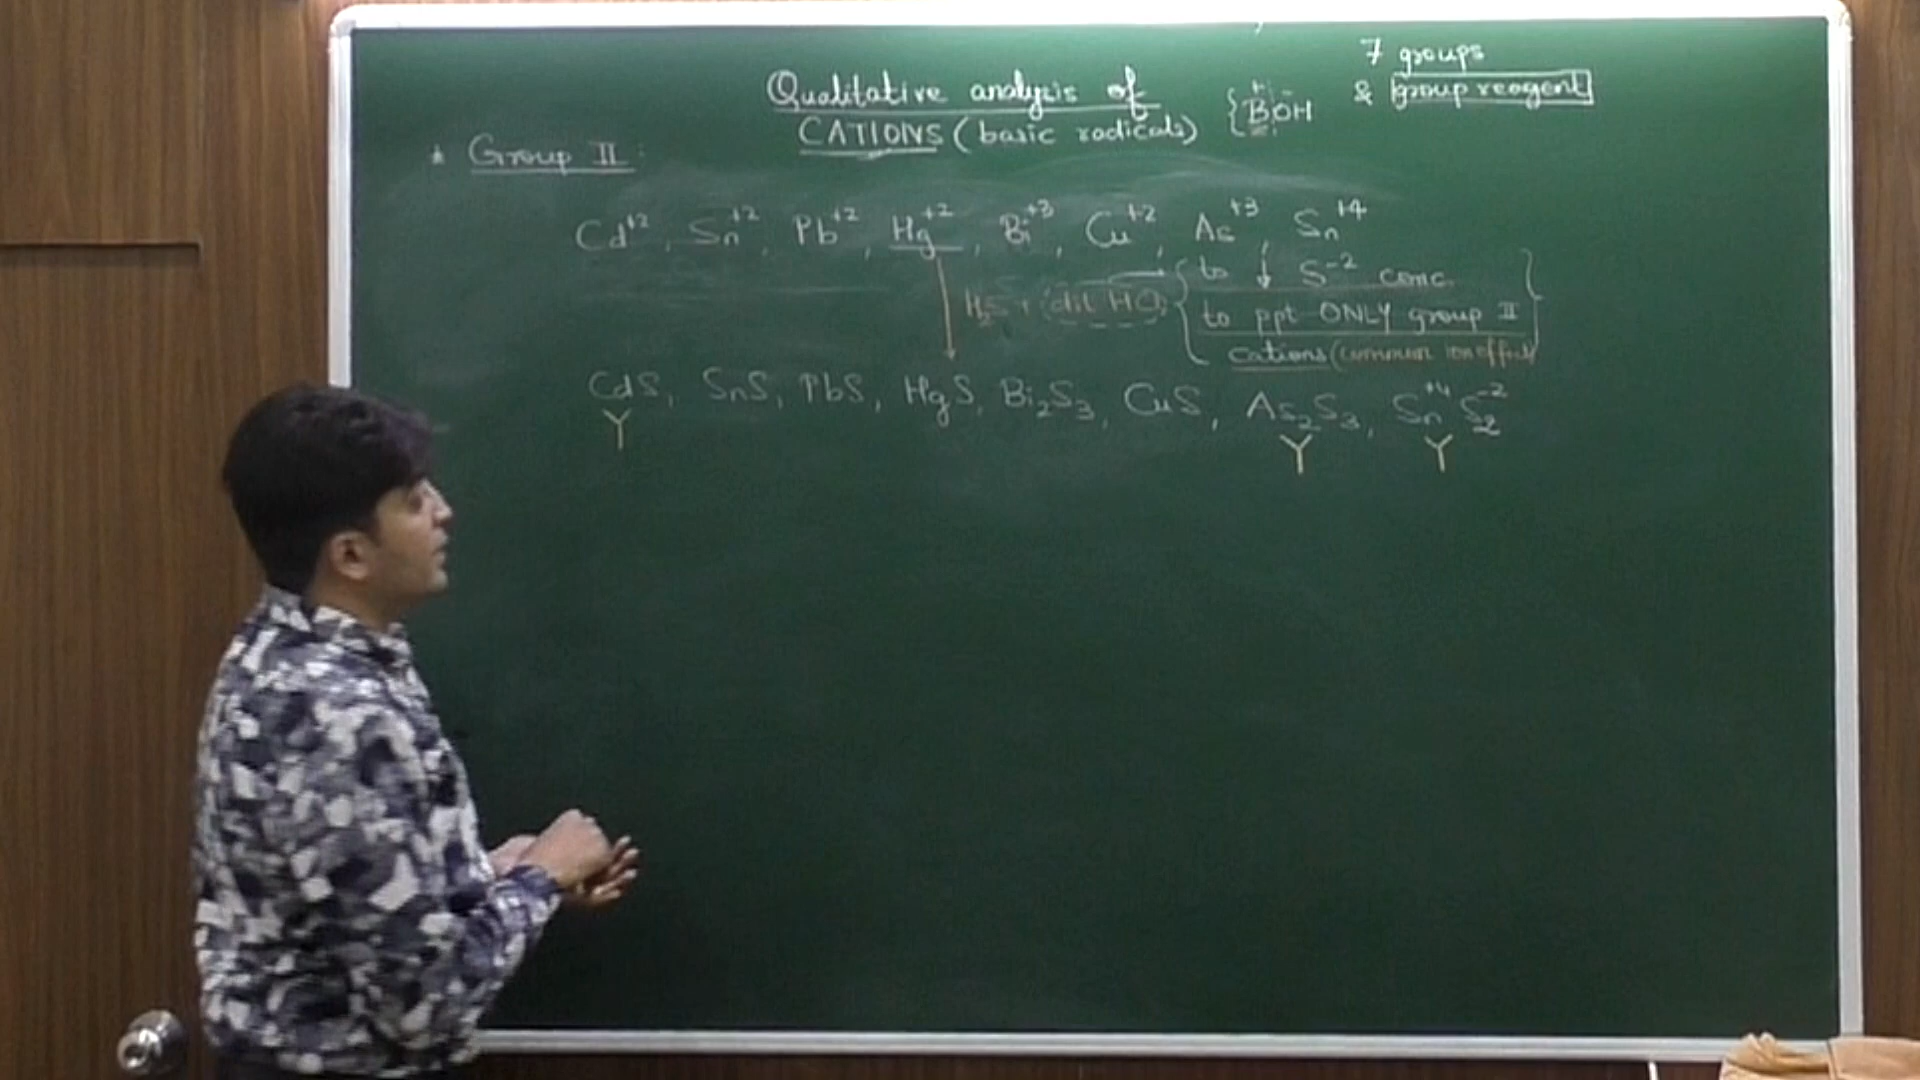 7 groups
& group reagent
Qualitative analysis of
CATIONS (basic radicals) {B⁺OH⁻
* Group II :
Cd⁺², Sn⁺², Pb⁺², Hg⁺², Bi⁺³, Cu⁺², As⁺³, Sn⁺⁴
H₂S + dil HCl { to ↓ S⁻² conc.
to ppt ONLY group II
cations (common ion effect) }
CdS, SnS, PbS, HgS, Bi₂S₃, CuS, As₂S₃, Sn⁺⁴S₂⁻²
Y Y Y